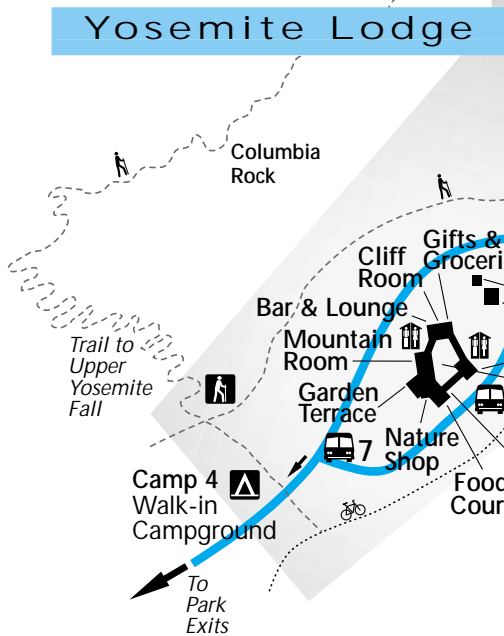 Yosemite Lodge
Columbia
Rock
Gifts &
Groceri
Cliff
Room
Bar & Lounge
Mountain
Room
Garden
Terrace
Trail to
Upper
Yosemite
Fall
7
Nature
Shop
Food
Cour
Camp 4
Walk-in
Campground
To
Park
Exits